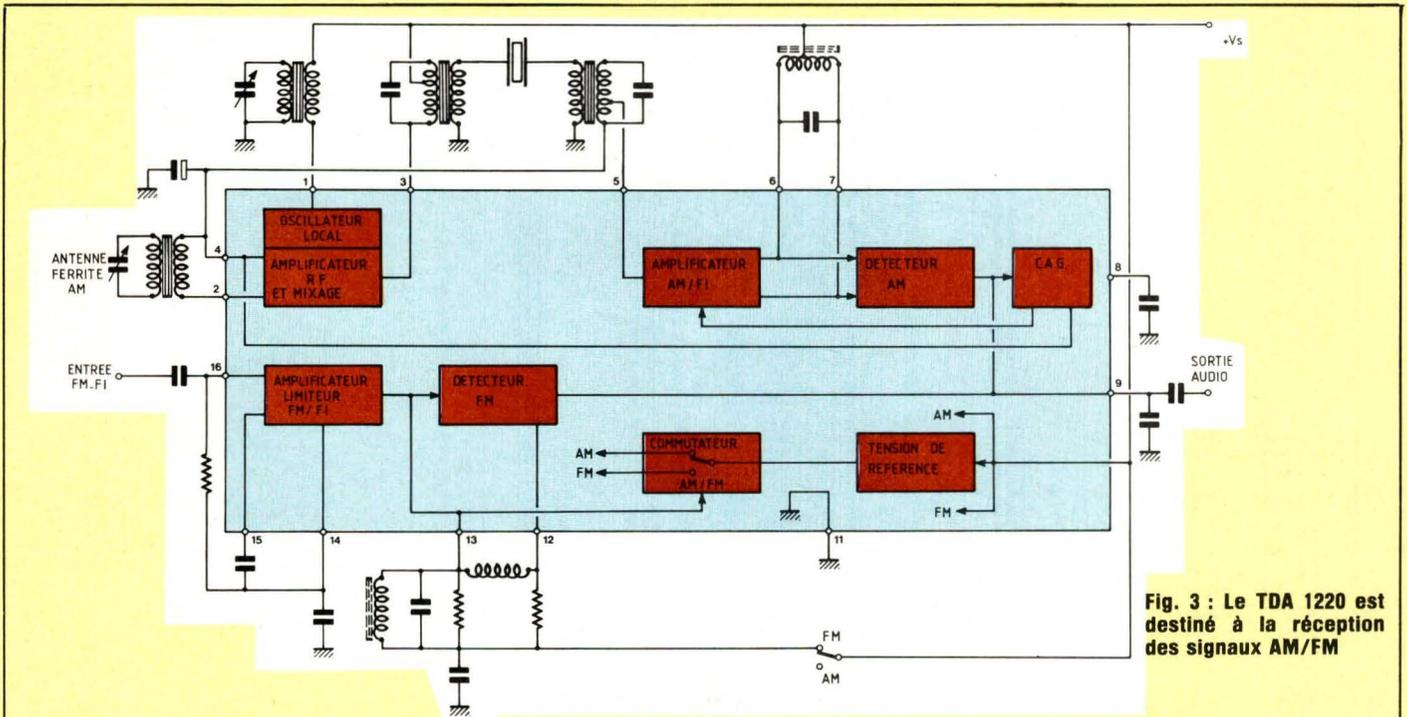 +Vs
1
3
5
6
7
OSCILLATEUR
LOCAL
AMPLIFICATEUR
RF
ET MIXAGE
4
2
ANTENNE
FERRITE
AM
AMPLIFICATEUR
AM/FI
DETECTEUR
AM
C.A.G.
8
ENTREE
FM-FI
16
AMPLIFICATEUR
LIMITEUR
FM/FI
DETECTEUR
FM
9
SORTIE
AUDIO
COMMUTATEUR
AM
FM
AM/FM
TENSION DE
REFERENCE
AM
FM
15
14
13
12
11
FM
AM
Fig. 3 : Le TDA 1220 est
destiné à la réception
des signaux AM/FM